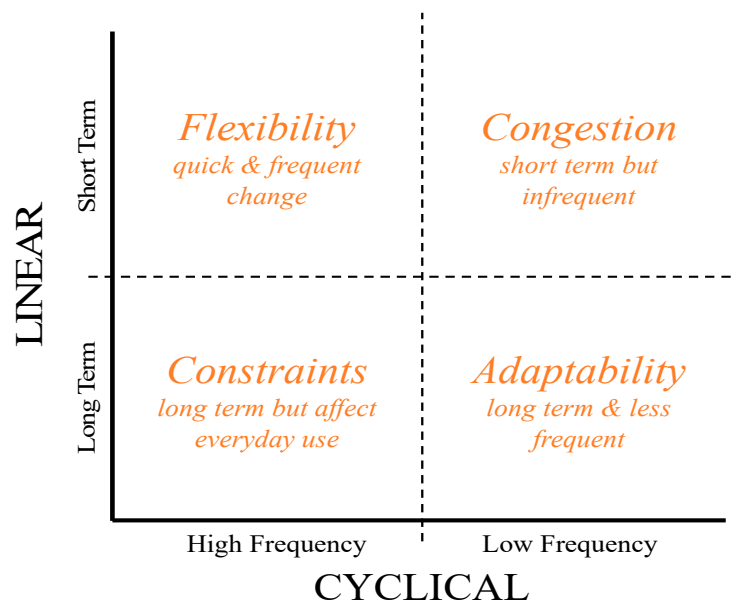 LINEAR
Short Term
Long Term
Flexibility
quick & frequent
change
Congestion
short term but
infrequent
Constraints
long term but affect
everyday use
Adaptability
long term & less
frequent
High Frequency
Low Frequency
CYCLICAL